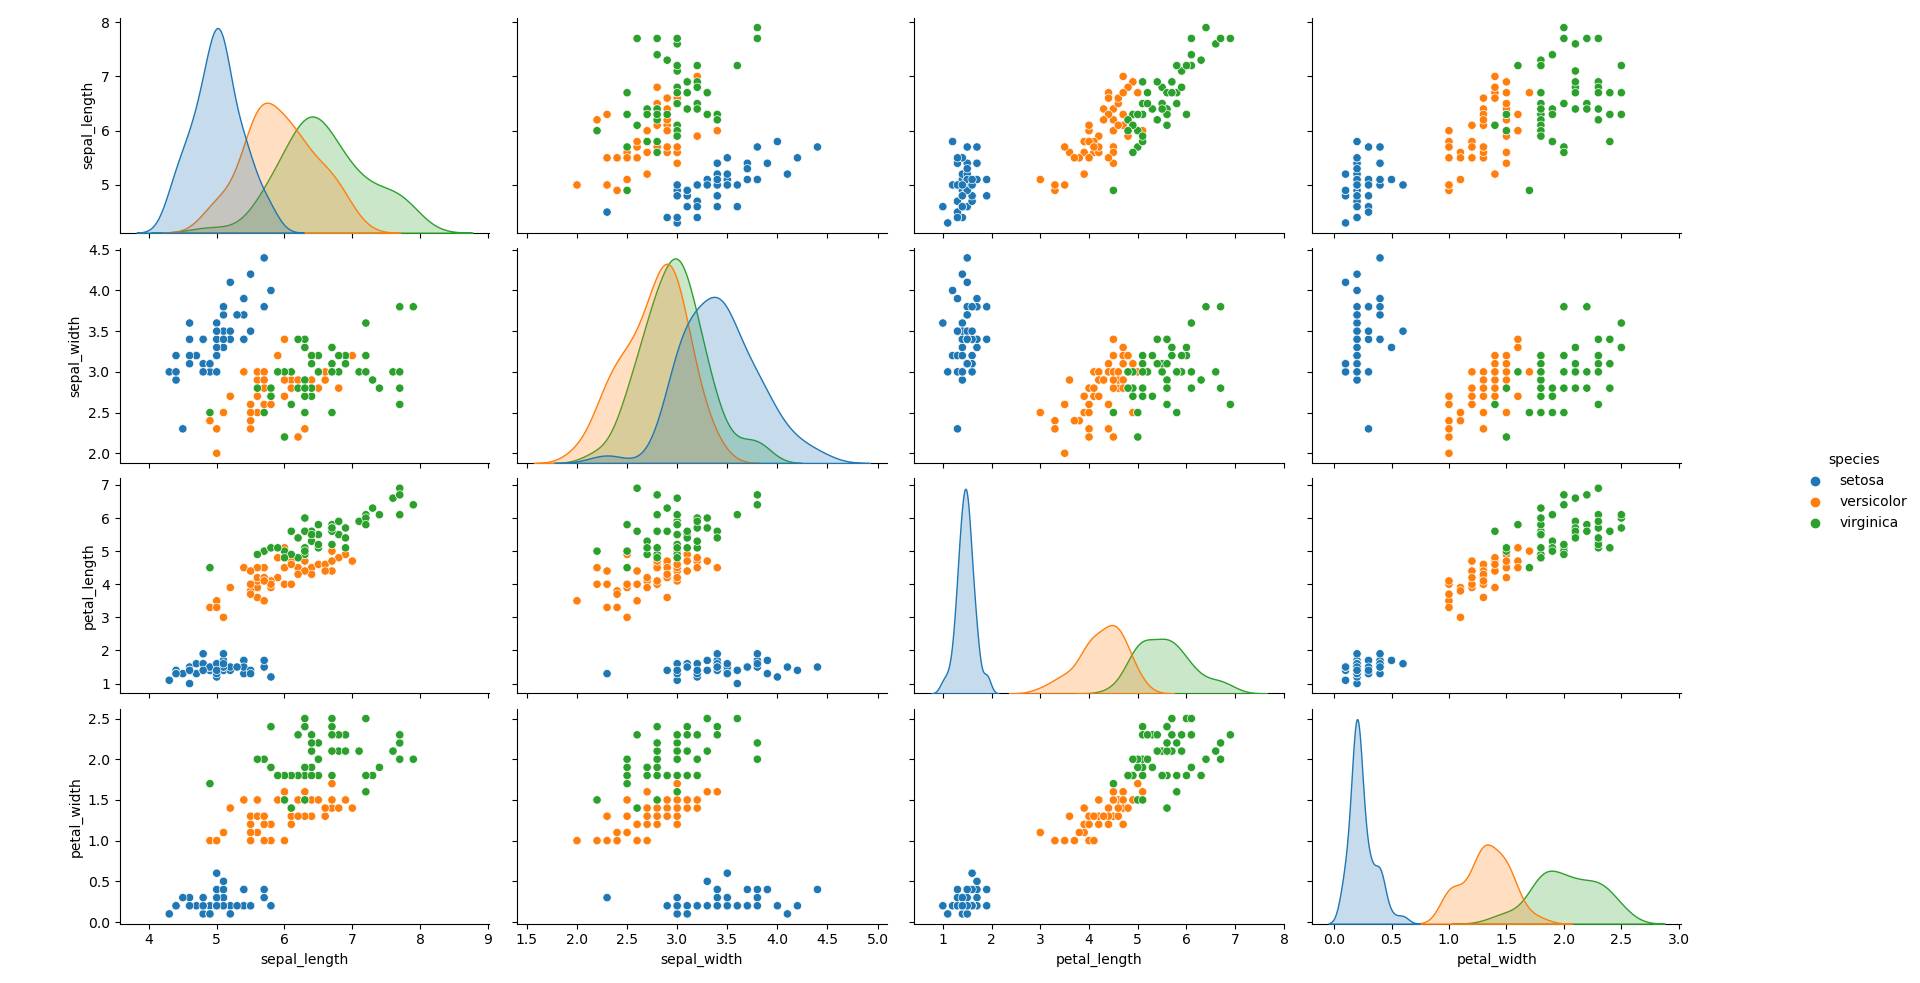 sepal_length
8
7
6
5
sepal_width
4.5
4.0
3.5
3.0
2.5
2.0
petal_length
7
6
5
4
3
2
1
petal_width
2.5
2.0
1.5
1.0
0.5
0.0
4 5 6 7 8 9
sepal_length
1.5 2.0 2.5 3.0 3.5 4.0 4.5 5.0
sepal_width
1 2 3 4 5 6 7 8
petal_length
0.0 0.5 1.0 1.5 2.0 2.5 3.0
petal_width
species
setosa
versicolor
virginica